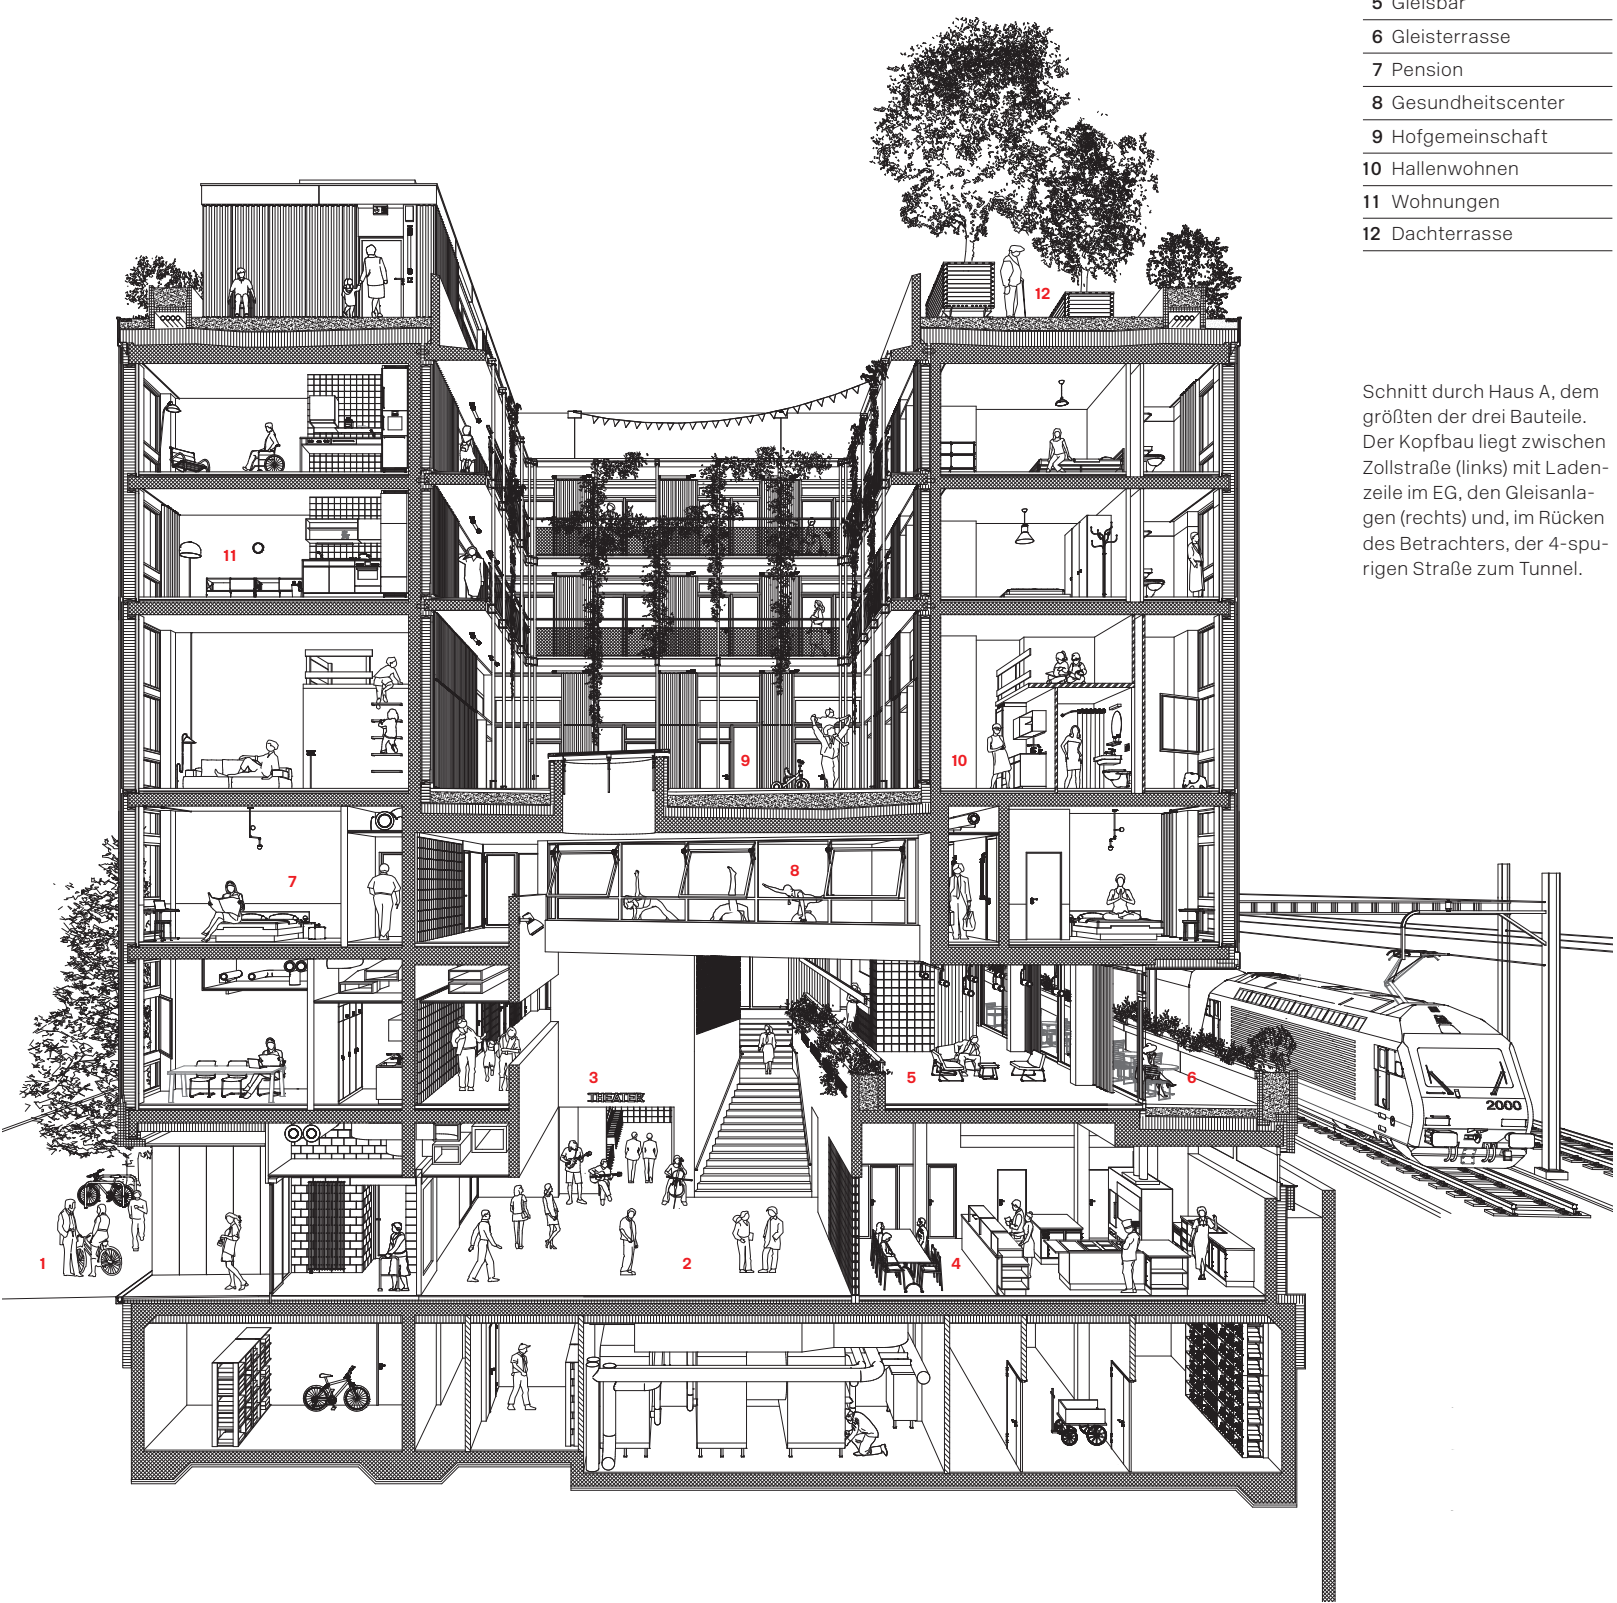 5 Gleisbar
6 Gleisterrasse
7 Pension
8 Gesundheitscenter
9 Hofgemeinschaft
10 Hallenwohnen
11 Wohnungen
12 Dachterrasse
12
Schnitt durch Haus A, dem
größten der drei Bauteile.
Der Kopfbau liegt zwischen
Zollstraße (links) mit Laden-
zeile im EG, den Gleisanla-
gen (rechts) und, im Rücken
des Betrachters, der 4-spu-
rigen Straße zum Tunnel.
11
9
10
7
8
3
THEATER
5
6
2000
1
2
4